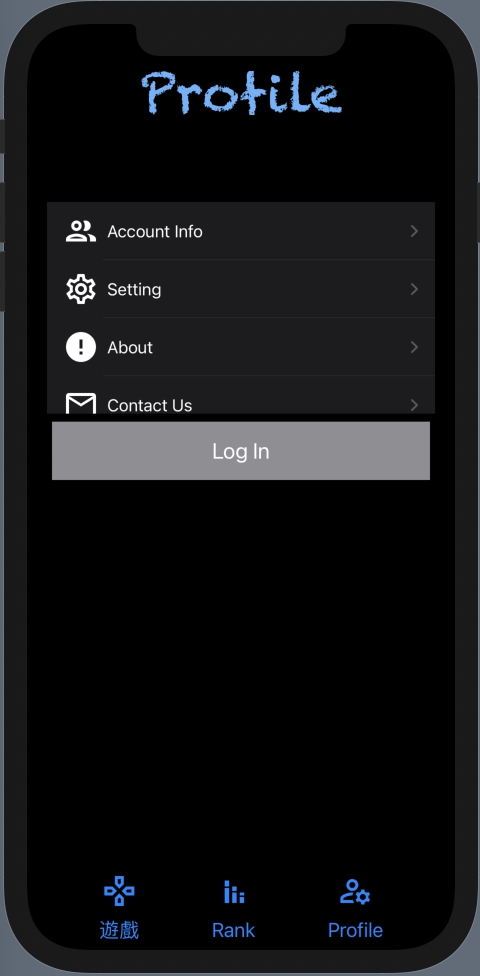 Profile
Account Info
Setting
About
Contact Us
Log In
遊戲
Rank
Profile